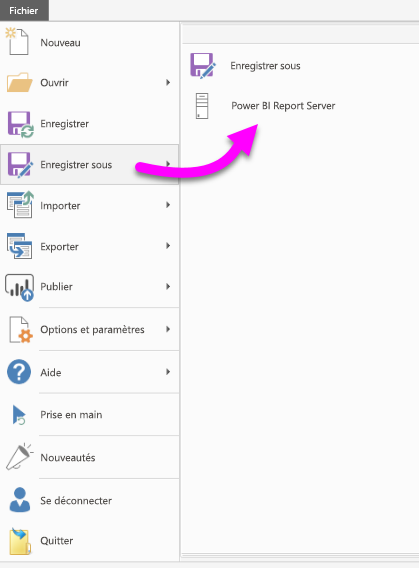 Fichier
Nouveau
Ouvrir
Enregistrer
Enregistrer sous
Importer
Exporter
Publier
Options et paramètres
Aide
Prise en main
Nouveautés
Se déconnecter
Quitter
Enregistrer sous
Power BI Report Server